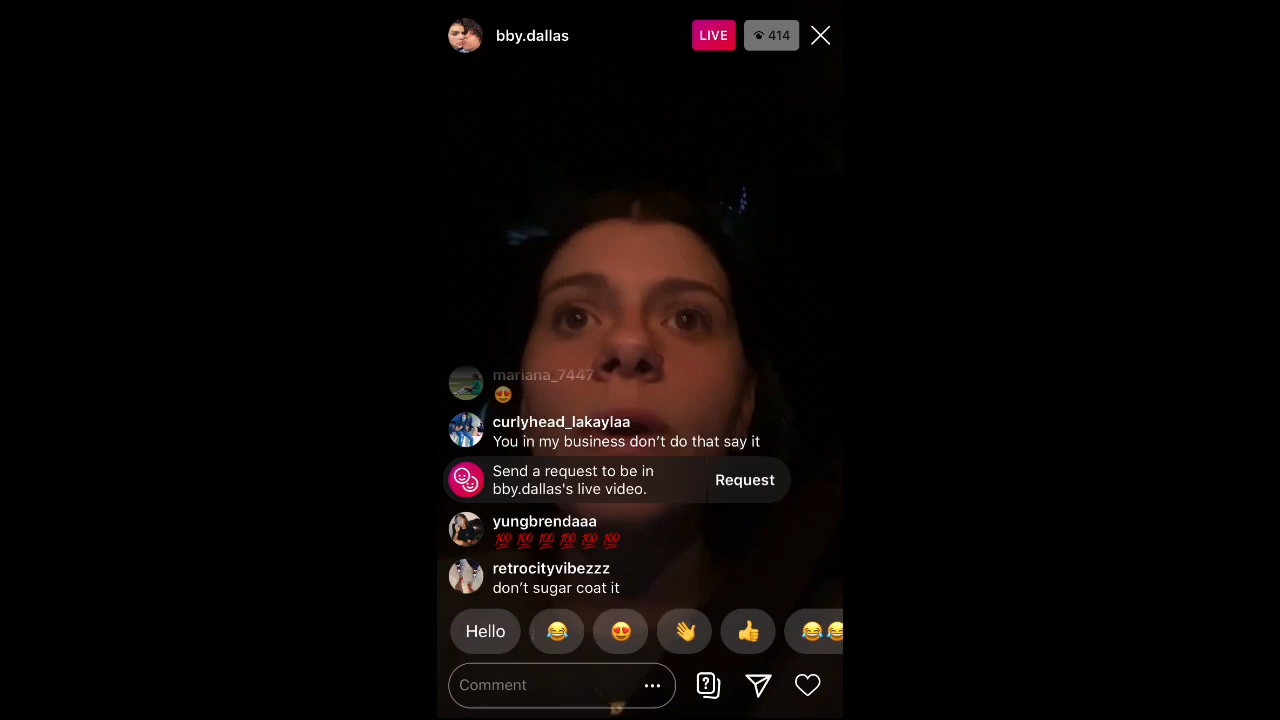 bby.dallas
LIVE
414
mariana_7447
😍
curlyhead_lakaylaa
You in my business don't do that say it
Send a request to be in
bby.dallas's live video.
Request
yungbrendaaa
💯 💯 💯 💯 💯 💯
retrocityvibezzz
don't sugar coat it
Hello
Comment